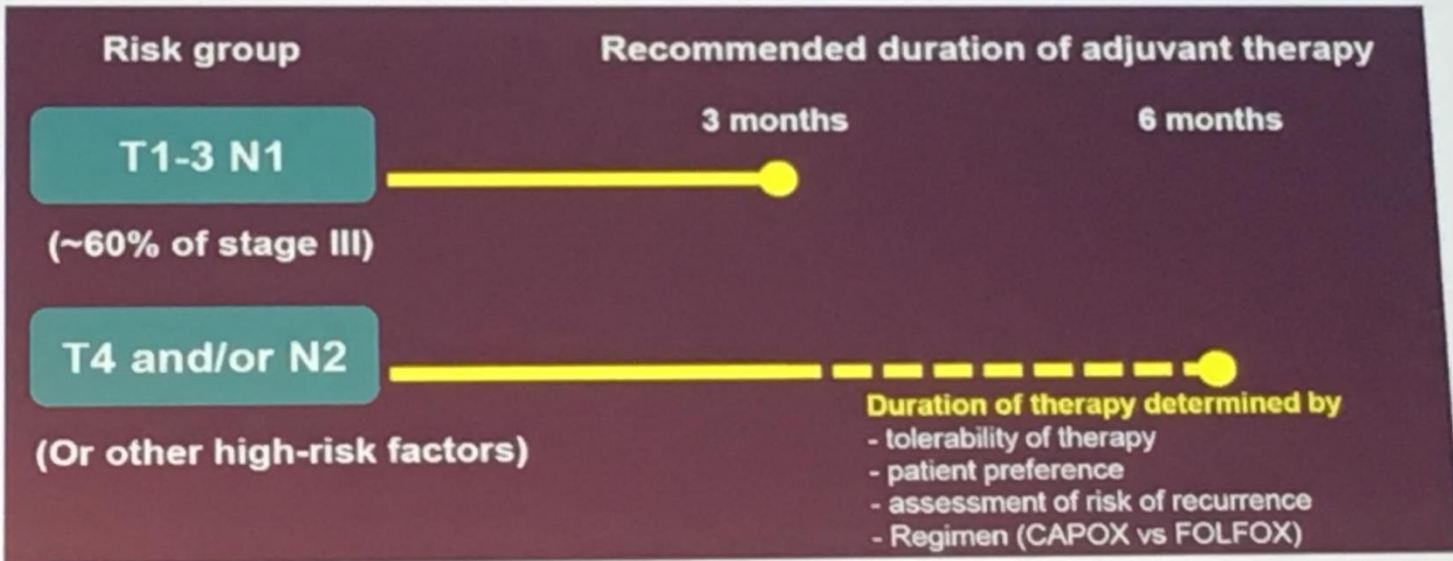 Risk group
Recommended duration of adjuvant therapy
3 months
6 months
T1-3 N1
(~60% of stage III)
T4 and/or N2
Duration of therapy determined by
(Or other high-risk factors)
- tolerability of therapy
- patient preference
- assessment of risk of recurrence
- Regimen (CAPOX vs FOLFOX)